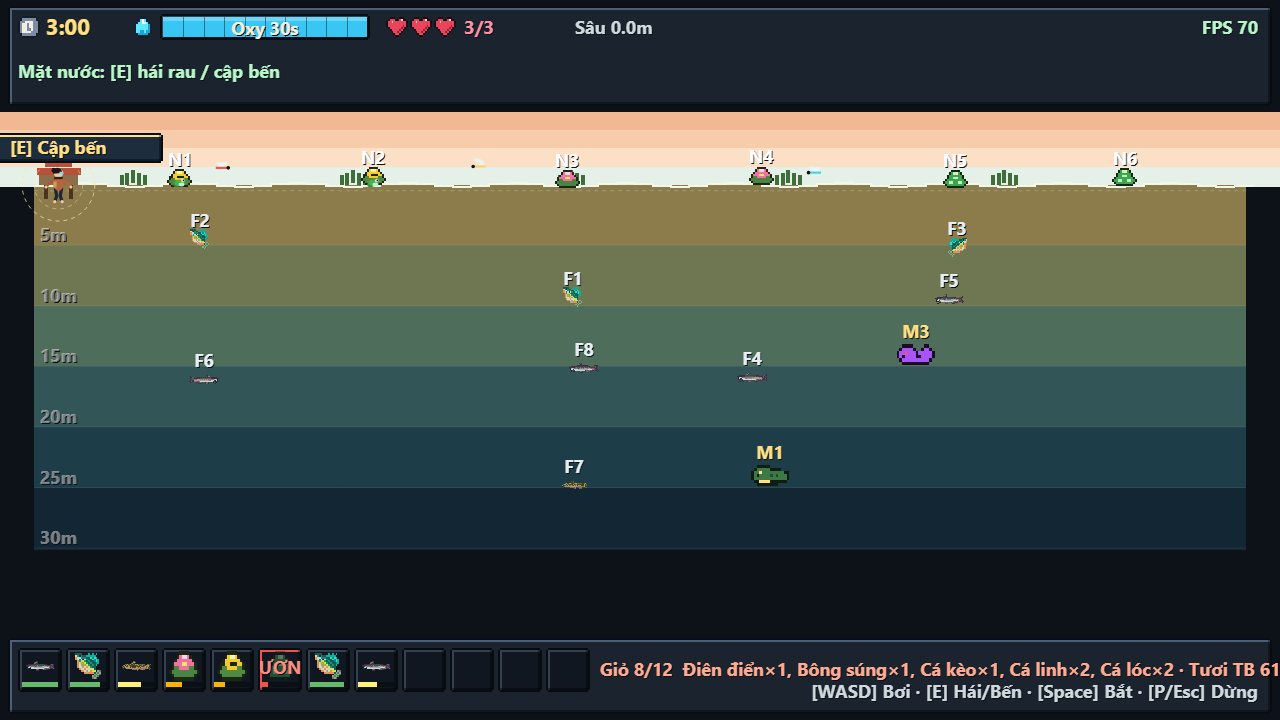 3:00
Oxy 30s
3/3
Sâu 0.0m
FPS 70
Mặt nước: [E] hái rau / cập bến
[E] Cập bến
N1
N2
N3
N4
N5
N6
F2
F3
5m
F1
F5
10m
M3
F8
F4
F6
15m
20m
M1
F7
25m
30m
ƯƠN
Giỏ 8/12 Điên điển×1, Bông súng×1, Cá kèo×1, Cá linh×2, Cá lóc×2 · Tươi TB 61
[WASD] Bơi · [E] Hái/Bến · [Space] Bắt · [P/Esc] Dừng